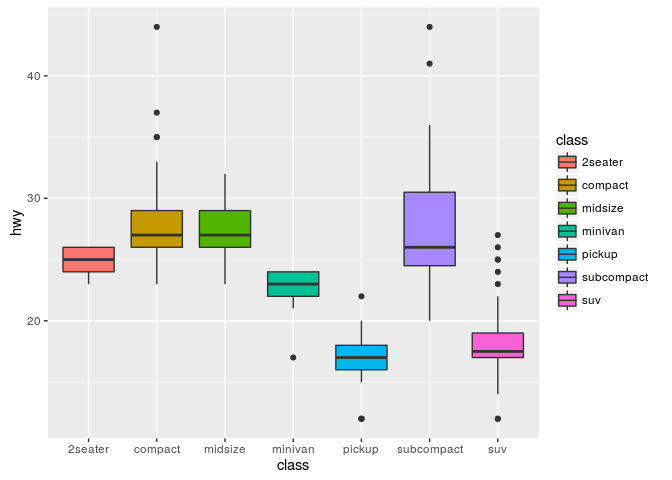 hwy
40
30
20
2seater compact midsize minivan pickup subcompact suv
class
class
2seater
compact
midsize
minivan
pickup
subcompact
suv